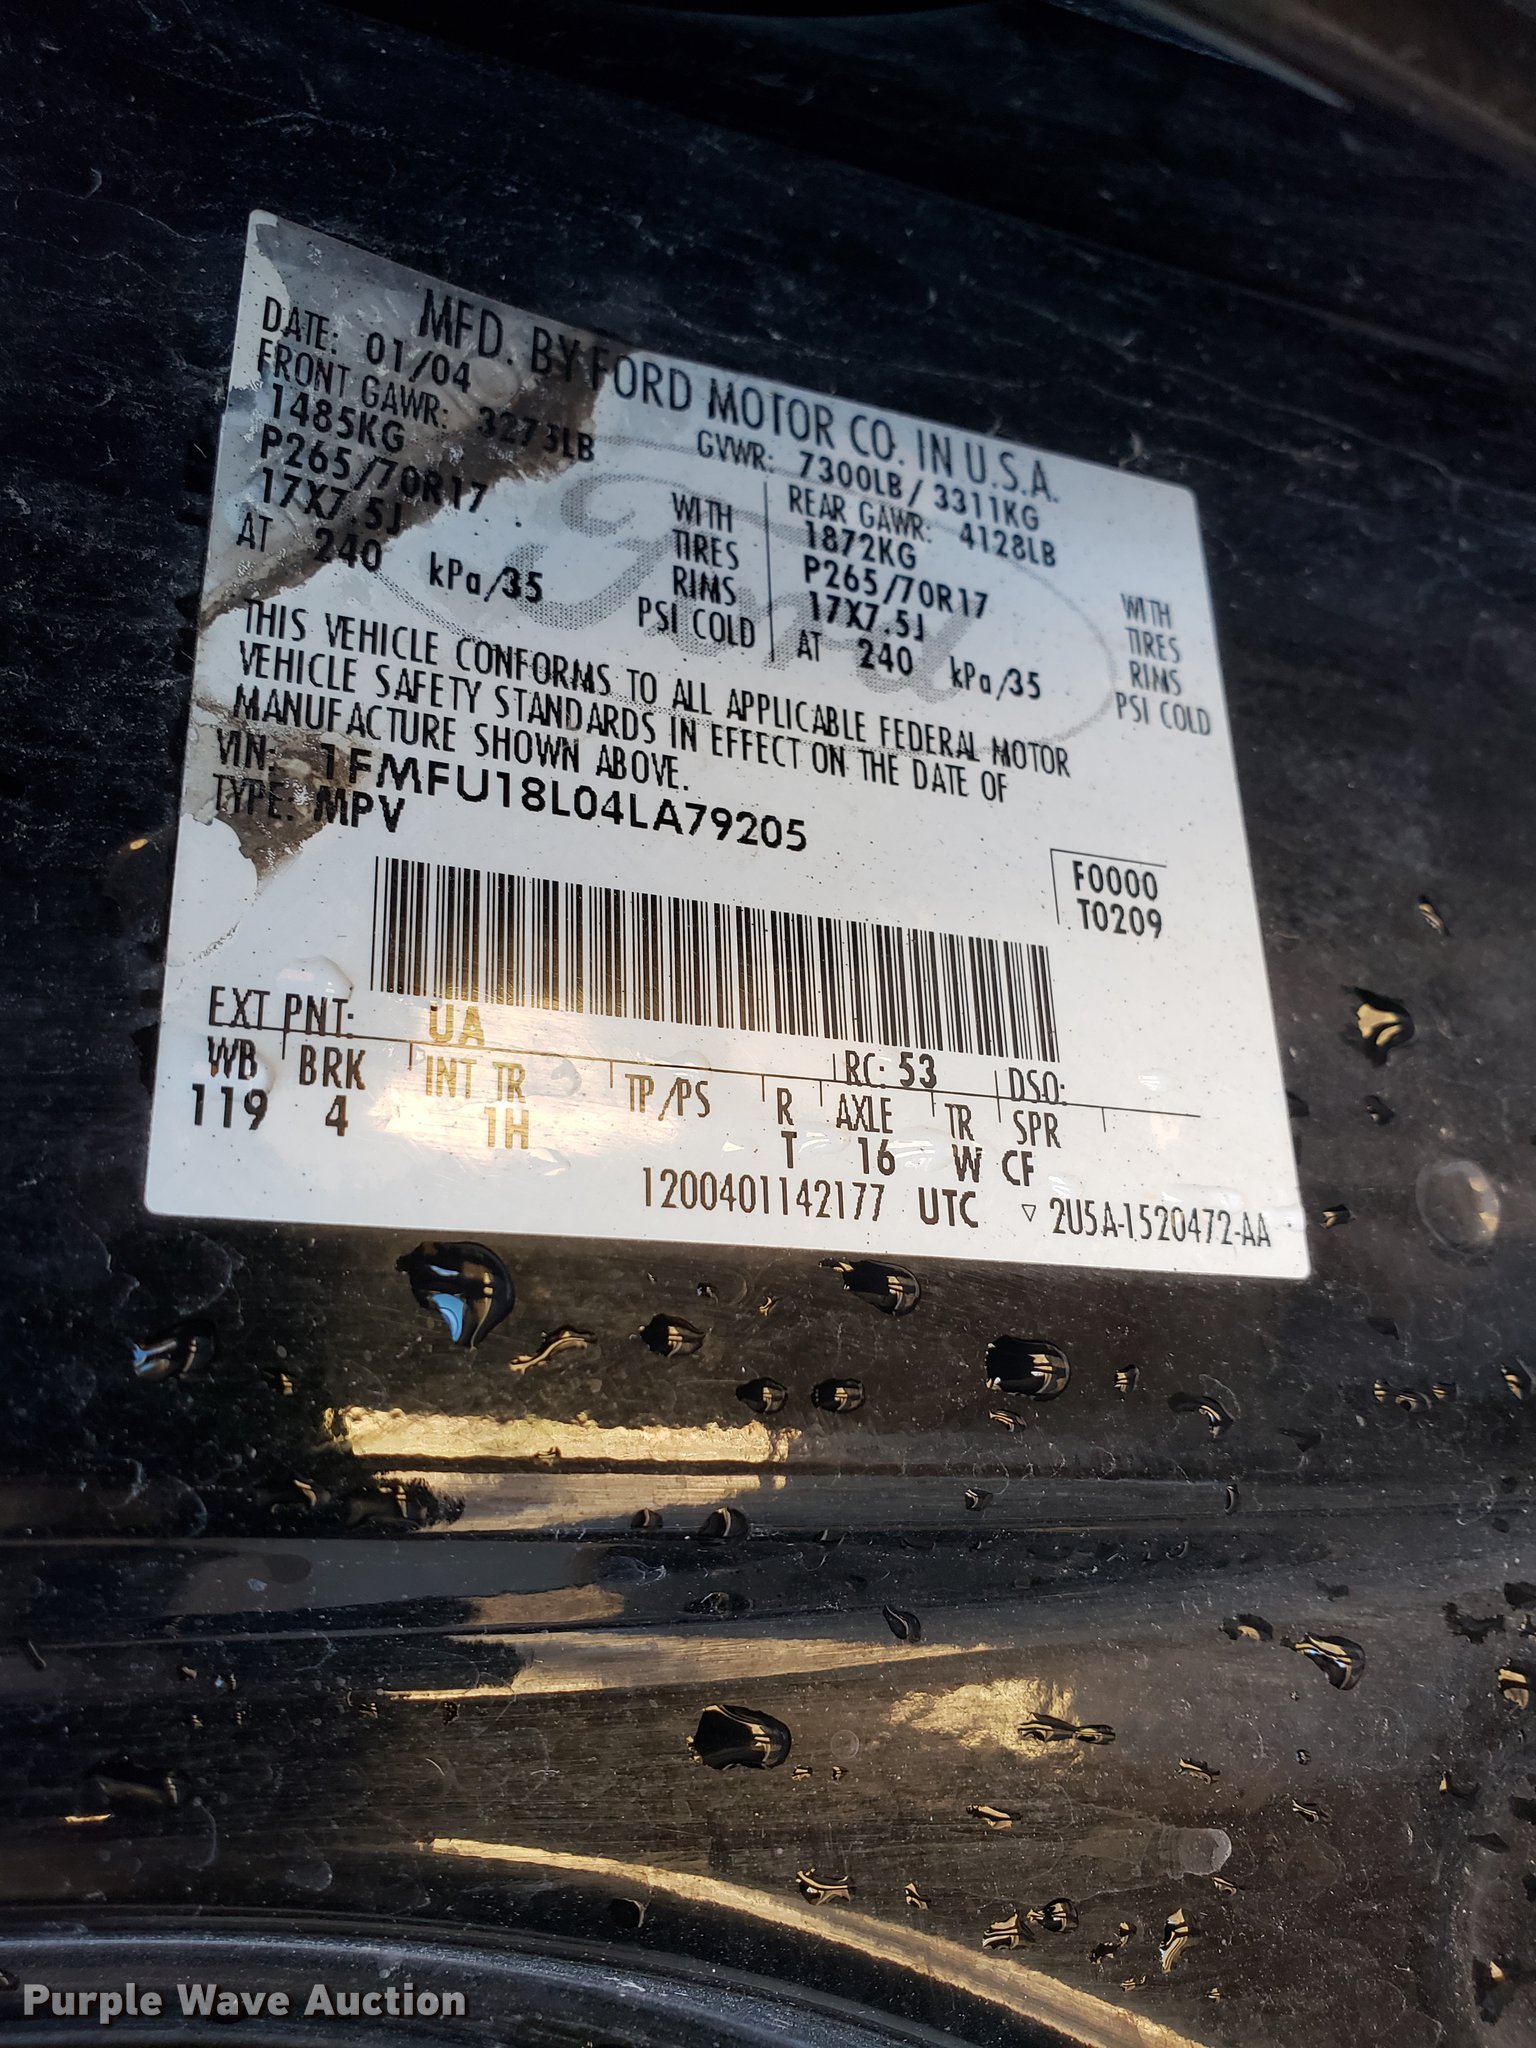 MFD. BY FORD MOTOR CO. IN U.S.A.
DATE: 01/04 GVWR: 7300LB / 3311KG
FRONT GAWR: 3273LB REAR GAWR: 4128LB
1485KG WITH 1872KG WITH
P265/70R17 TIRES P265/70R17 TIRES
17X7.5J RIMS 17X7.5J RIMS
AT 240 kPa/35 PSI COLD AT 240 kPa/35 PSI COLD
THIS VEHICLE CONFORMS TO ALL APPLICABLE FEDERAL MOTOR
VEHICLE SAFETY STANDARDS IN EFFECT ON THE DATE OF
MANUFACTURE SHOWN ABOVE.
VIN: 1FMFU18L04LA79205
TYPE: MPV
F0000
T0209
EXT PNT: UA RC: 53 DSO:
WB BRK INT TR TP/PS R AXLE TR SPR
119 4 1H T 16 W CF
1200401142177 UTC ▽ 2U5A-1520472-AA
Purple Wave Auction